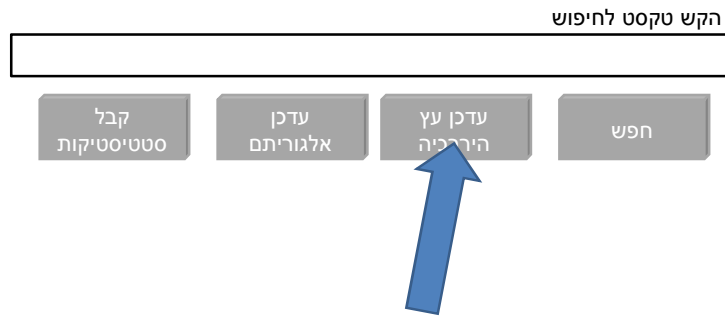 הקש טקסט לחיפוש
חפש
עדכן עץ
היררכיה
עדכן
אלגוריתם
קבל
סטטיסטיקות